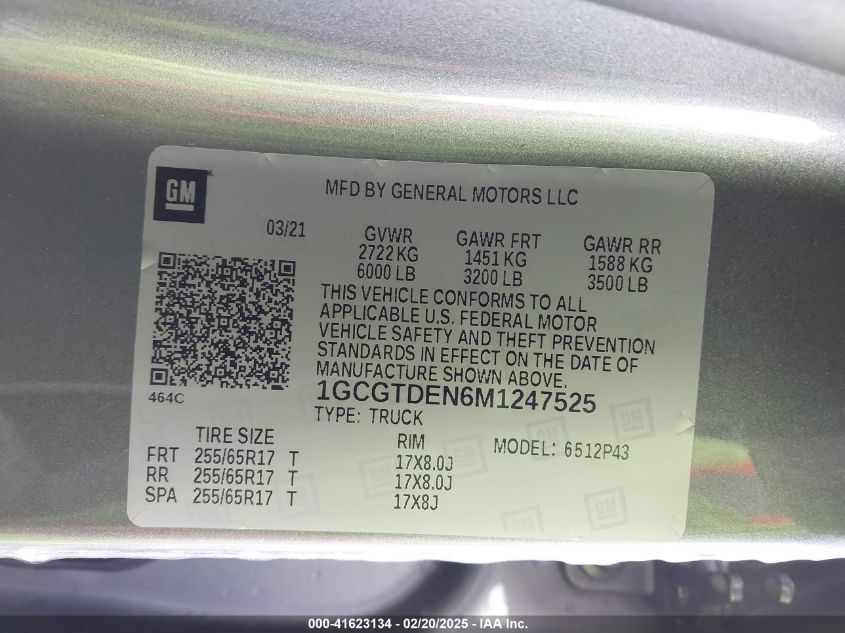 GM
MFD BY GENERAL MOTORS LLC
03/21
GVWR GAWR FRT GAWR RR
2722 KG 1451 KG 1588 KG
6000 LB 3200 LB 3500 LB
THIS VEHICLE CONFORMS TO ALL
APPLICABLE U.S. FEDERAL MOTOR
VEHICLE SAFETY AND THEFT PREVENTION
STANDARDS IN EFFECT ON THE DATE OF
MANUFACTURE SHOWN ABOVE.
464C
1GCGTDEN6M1247525
TYPE: TRUCK
TIRE SIZE RIM MODEL: 6512P43
FRT 255/65R17 T 17X8.0J
RR 255/65R17 T 17X8.0J
SPA 255/65R17 T 17X8J
000-41623134 - 02/20/2025 - IAA Inc.